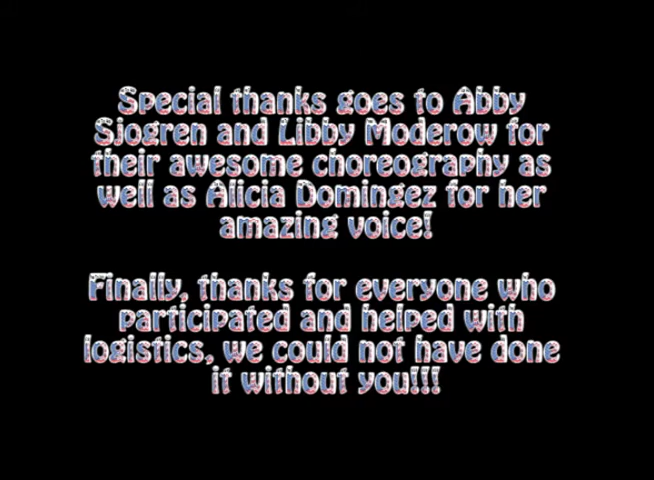 Special thanks goes to Abby
Sjogren and Libby Moderow for
their awesome choreography as
well as Alicia Domingez for her
amazing voice!
Finally, thanks for everyone who
participated and helped with
logistics, we could not have done
it without you!!!